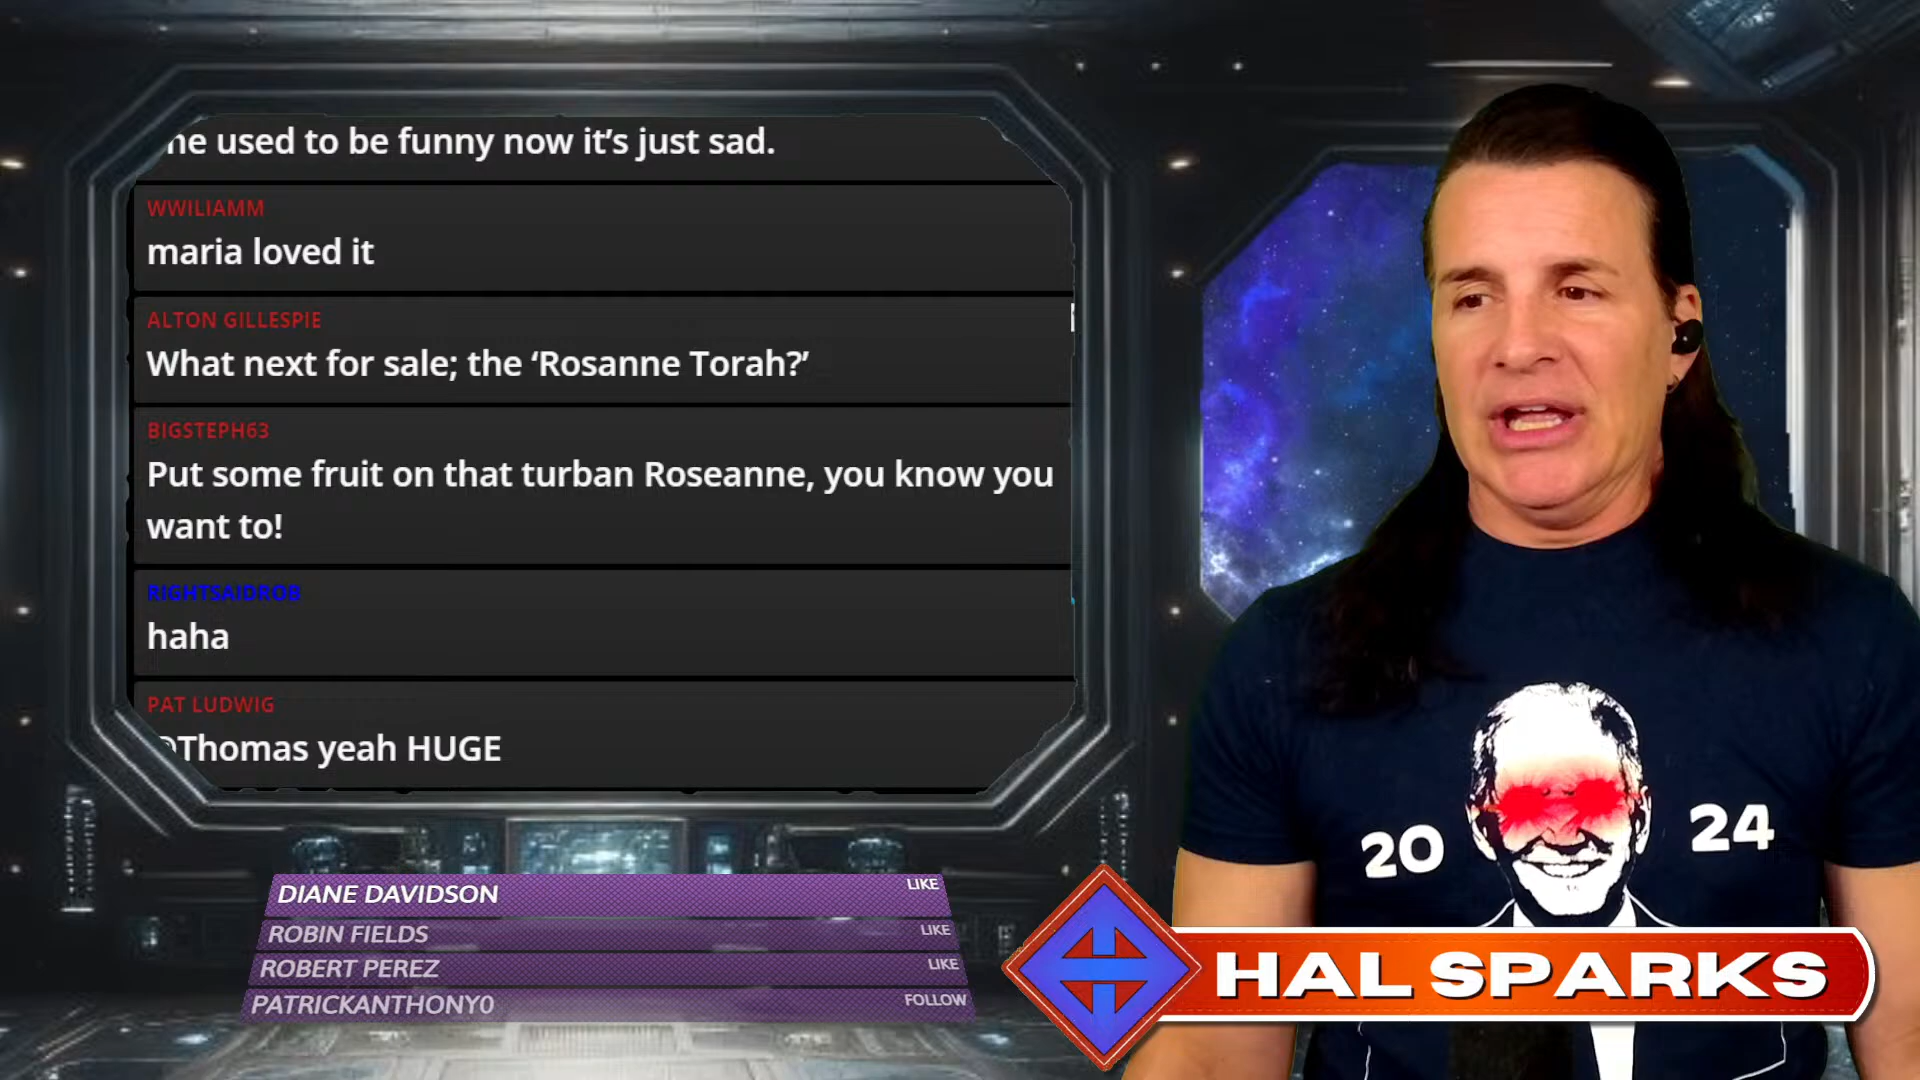 he used to be funny now it’s just sad.
WWILIAMM
maria loved it
ALTON GILLESPIE
What next for sale; the ‘Rosanne Torah?’
BIGSTEPH63
Put some fruit on that turban Roseanne, you know you
want to!
RIGHTSAIDROB
haha
PAT LUDWIG
@Thomas yeah HUGE
DIANE DAVIDSON LIKE
ROBIN FIELDS LIKE
ROBERT PEREZ LIKE
PATRICKANTHONY0 FOLLOW
20 24
HAL SPARKS